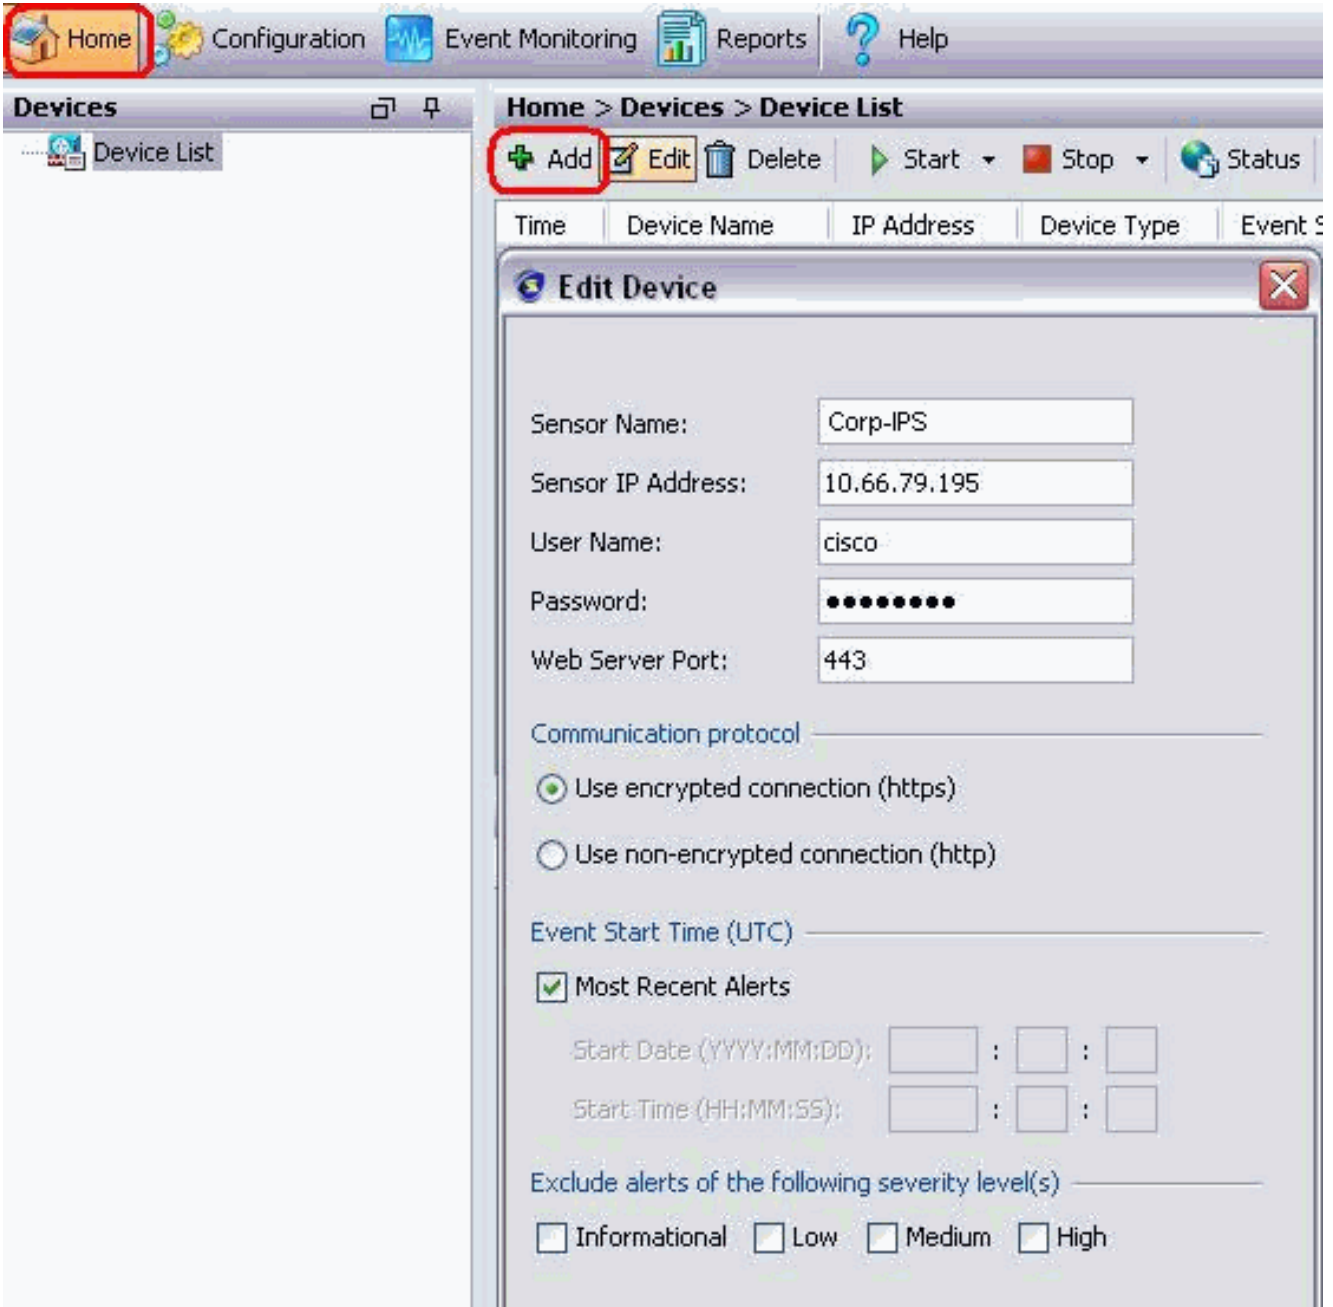 Home Configuration Event Monitoring Reports Help
Devices
Device List
Home > Devices > Device List
Add Edit Delete Start Stop Status
Time Device Name IP Address Device Type Event S
Edit Device
Sensor Name: Corp-IPS
Sensor IP Address: 10.66.79.195
User Name: cisco
Password: ●●●●●●●●
Web Server Port: 443
Communication protocol
Use encrypted connection (https)
Use non-encrypted connection (http)
Event Start Time (UTC)
Most Recent Alerts
Start Date (YYYY:MM:DD): : :
Start Time (HH:MM:SS): : :
Exclude alerts of the following severity level(s)
Informational Low Medium High